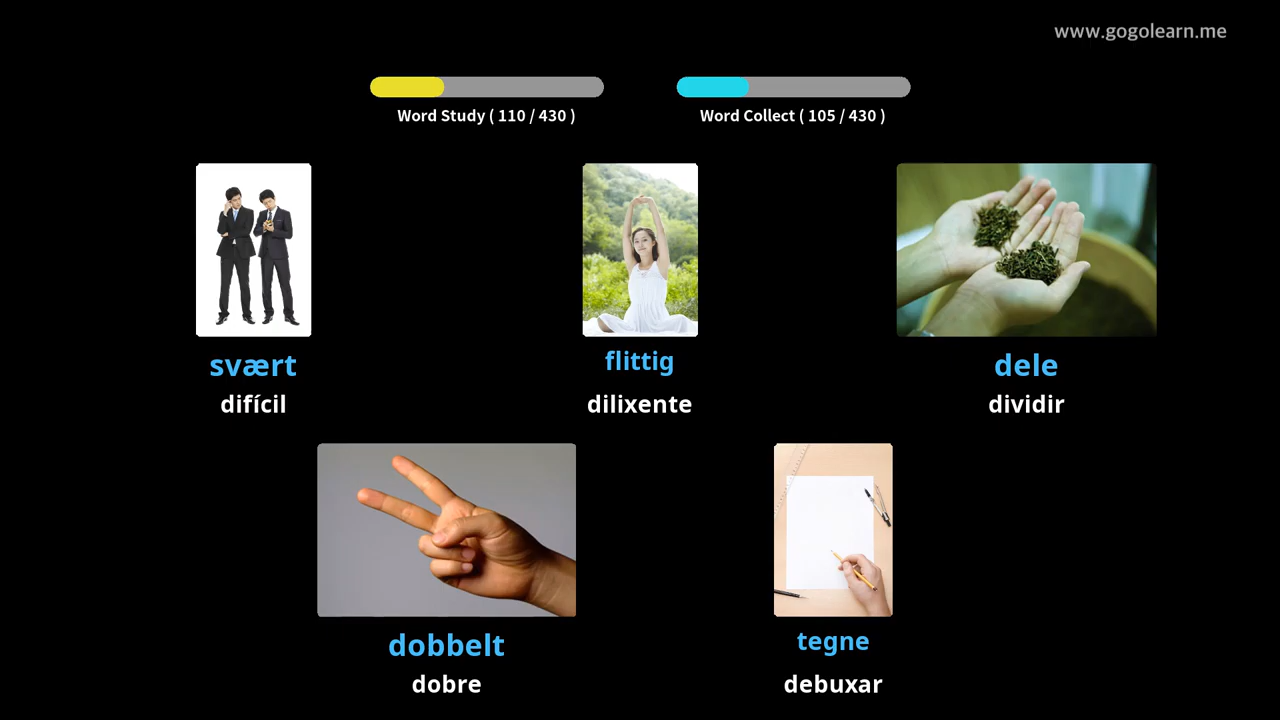 www.gogolearn.me
Word Study ( 110 / 430 )
Word Collect ( 105 / 430 )
svært
flittig
dele
difícil
dilixente
dividir
dobbelt
tegne
dobre
debuxar